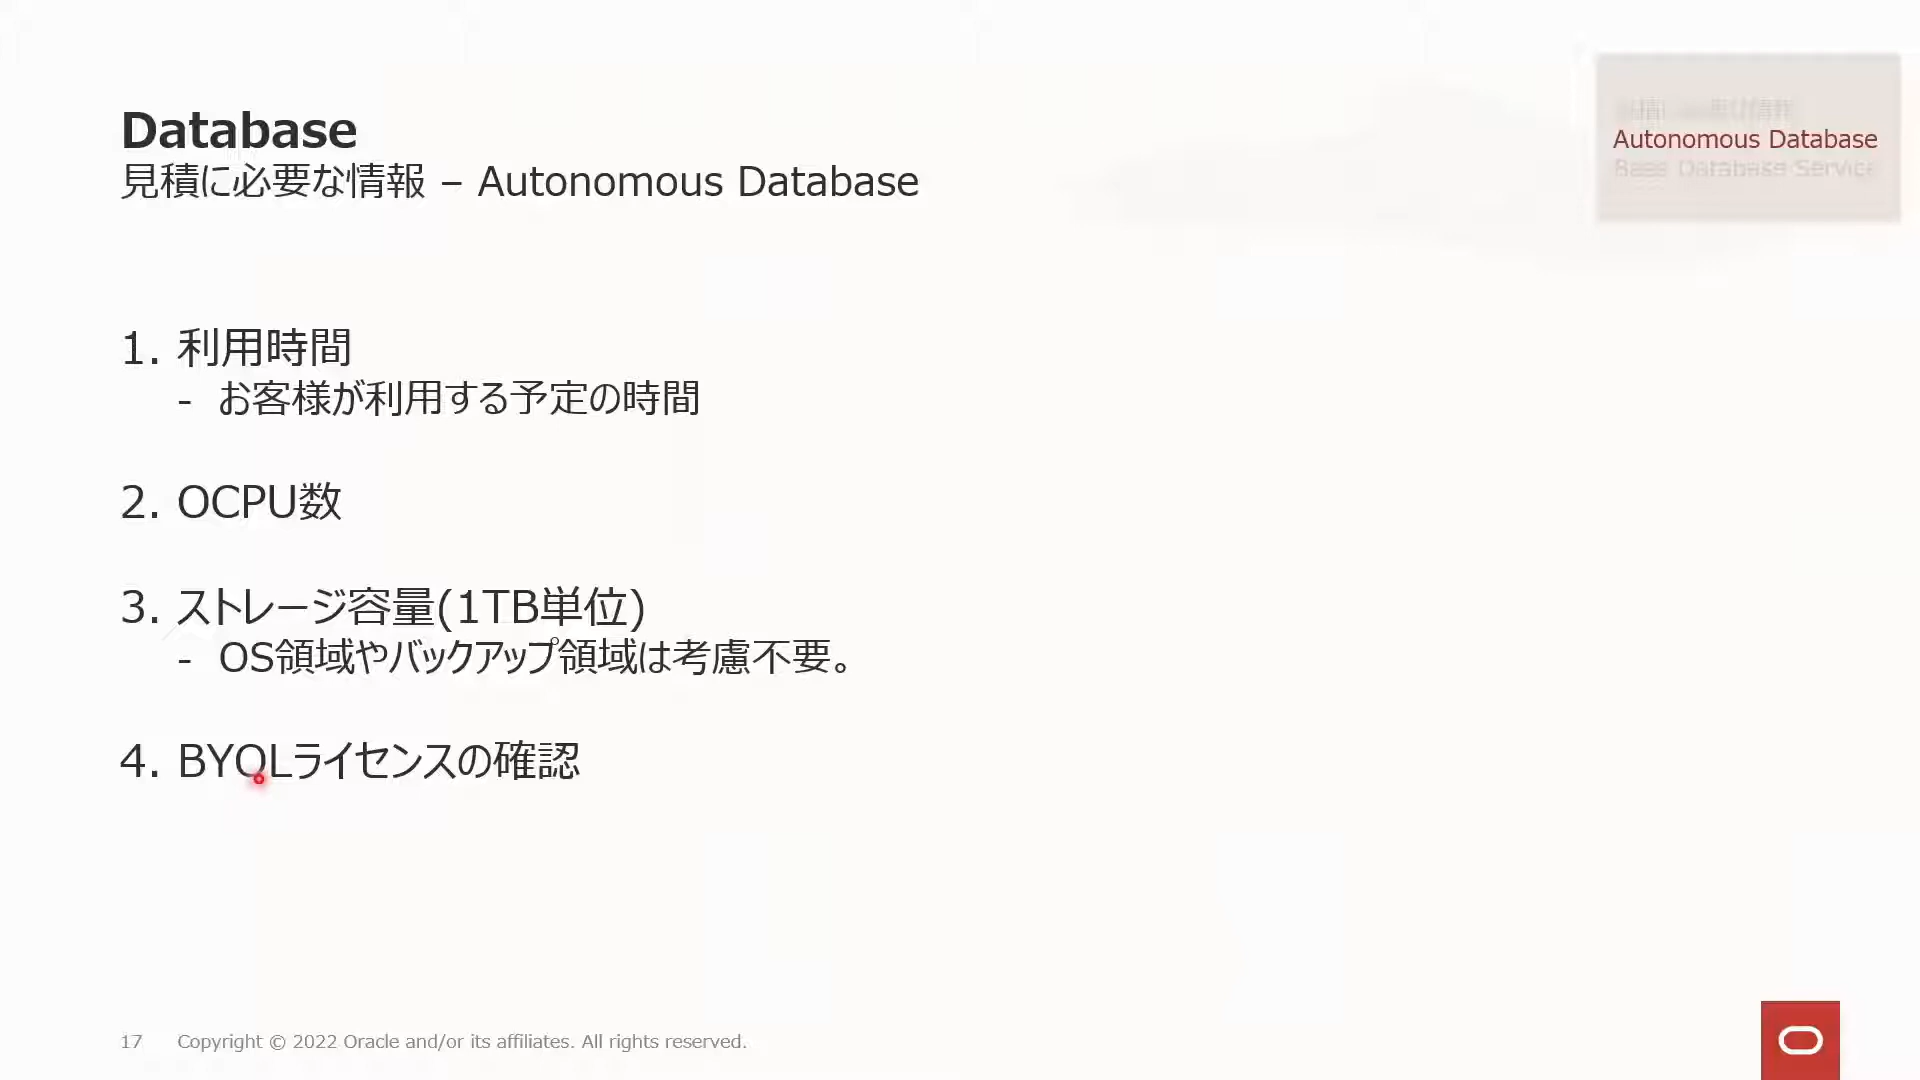 Database
見積に必要な情報 – Autonomous Database
Autonomous Database
Base Database Service
1. 利用時間
- お客様が利用する予定の時間
2. OCPU数
3. ストレージ容量(1TB単位)
- OS領域やバックアップ領域は考慮不要。
4. BYOLライセンスの確認
17 Copyright © 2022 Oracle and/or its affiliates. All rights reserved.